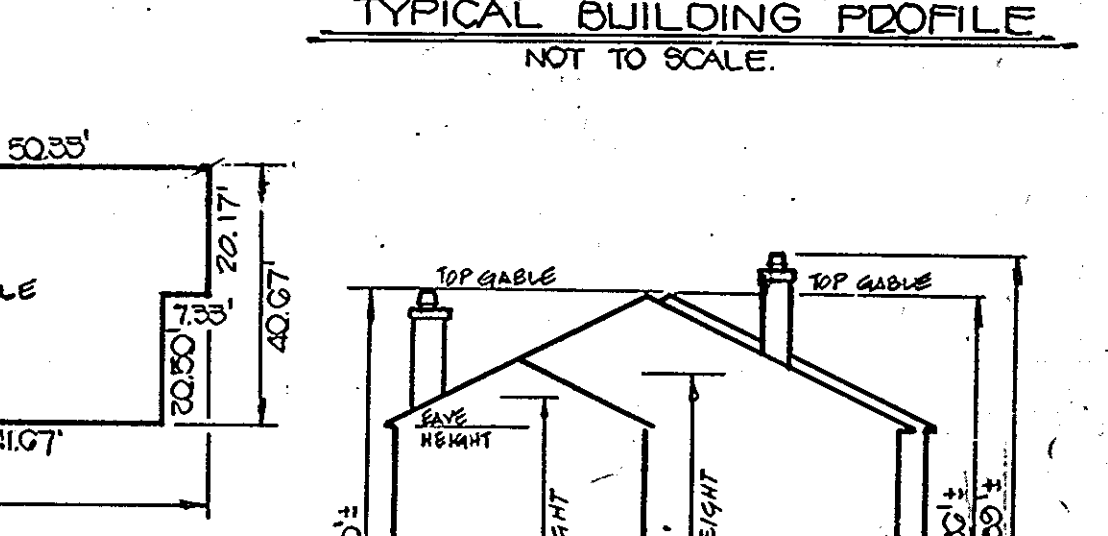 TYPICAL BUILDING PROFILE
NOT TO SCALE.
50.33'
20.17'
40.67'
7.33'
20.50'
TOP GABLE
TOP GABLE
EAVE
HEIGHT